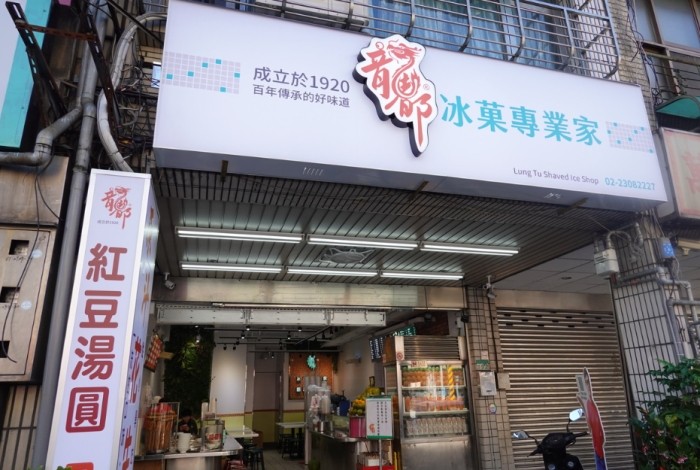 成立於1920
百年傳承的好味道
龍都®
冰菓專業家
Lung Tu Shaved Ice Shop 02-23082227
龍都
紅豆湯圓